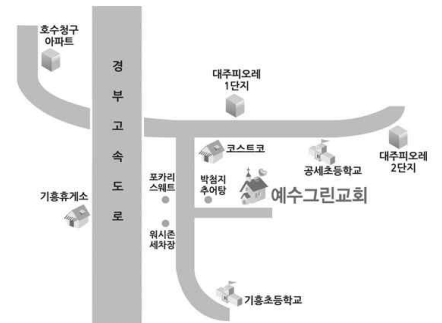 호수청구
아파트
경
부
고
속
도
로
대주피오레
1단지
코스트코
공세초등학교
대주피오레
2단지
포카리
스웨트
박첨지
추어탕
예수그린교회
기흥휴게소
워시존
세차장
기흥초등학교